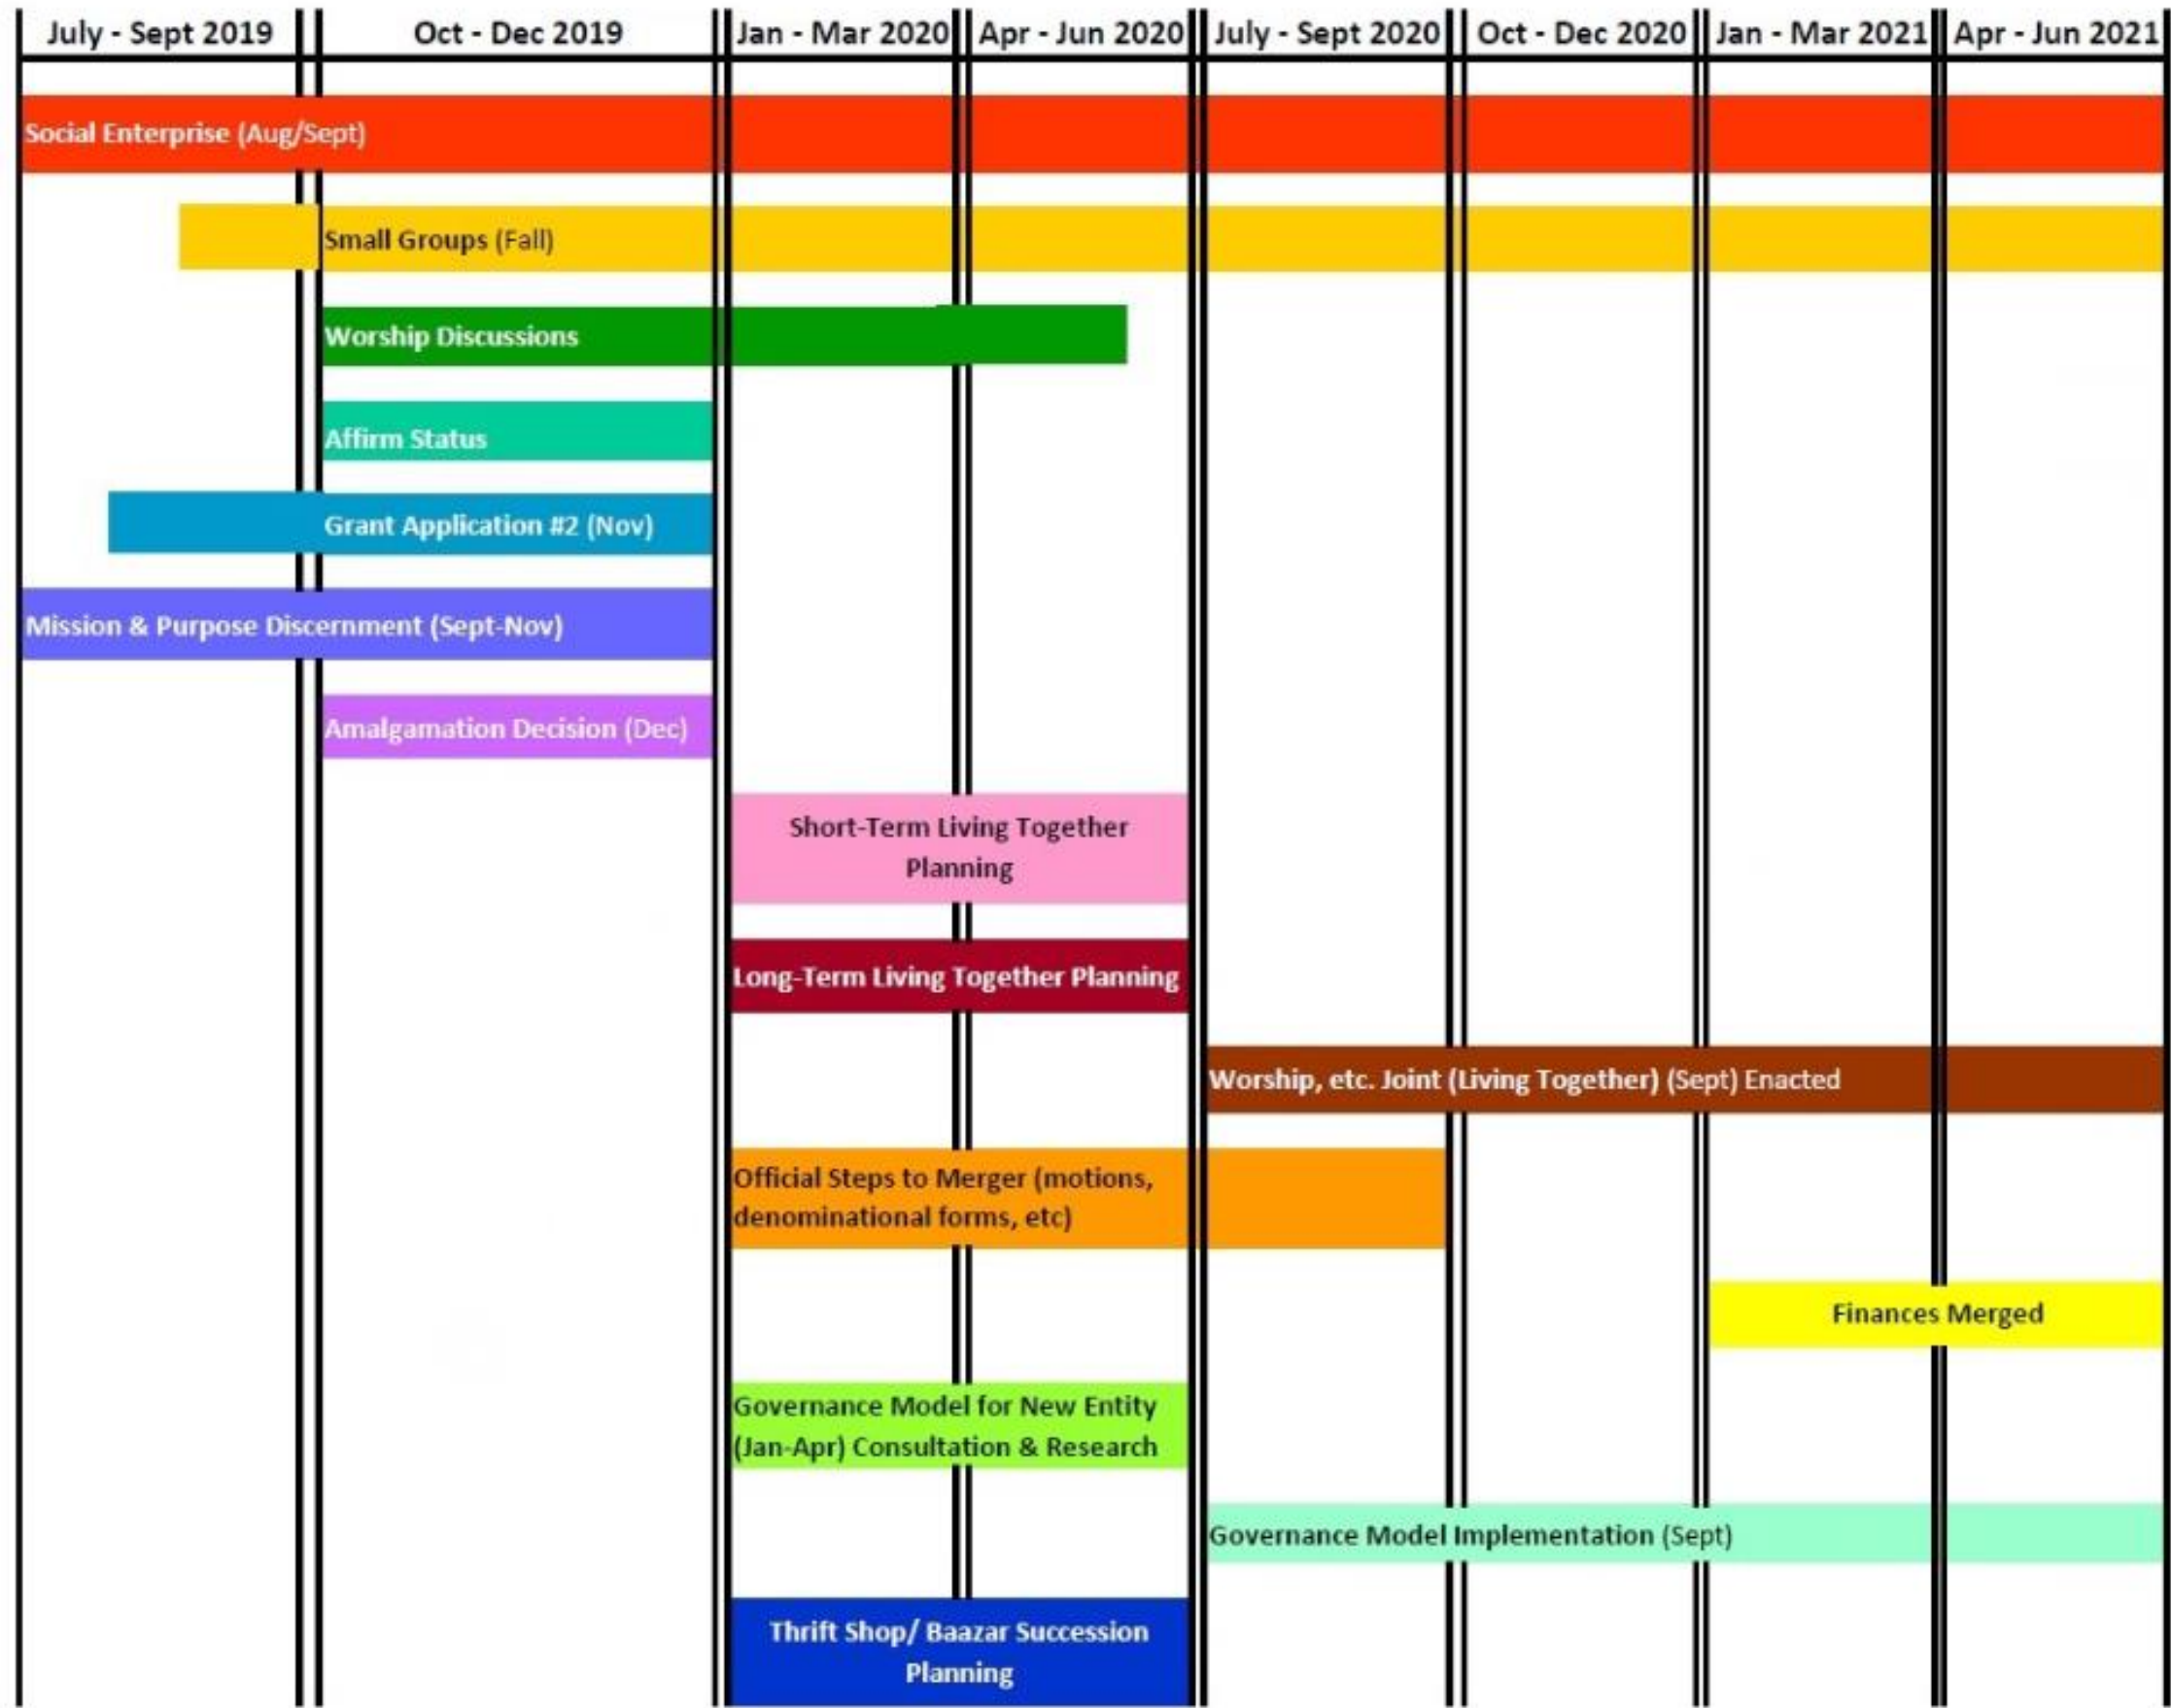 July - Sept 2019
Oct - Dec 2019
Jan - Mar 2020
Apr - Jun 2020
July - Sept 2020
Oct - Dec 2020
Jan - Mar 2021
Apr - Jun 2021
Social Enterprise (Aug/Sept)
Small Groups (Fall)
Worship Discussions
Affirm Status
Grant Application #2 (Nov)
Mission & Purpose Discernment (Sept-Nov)
Amalgamation Decision (Dec)
Short-Term Living Together
Planning
Long-Term Living Together Planning
Worship, etc. Joint (Living Together) (Sept) Enacted
Official Steps to Merger (motions,
denominational forms, etc)
Finances Merged
Governance Model for New Entity
(Jan-Apr) Consultation & Research
Governance Model Implementation (Sept)
Thrift Shop/ Baazar Succession
Planning